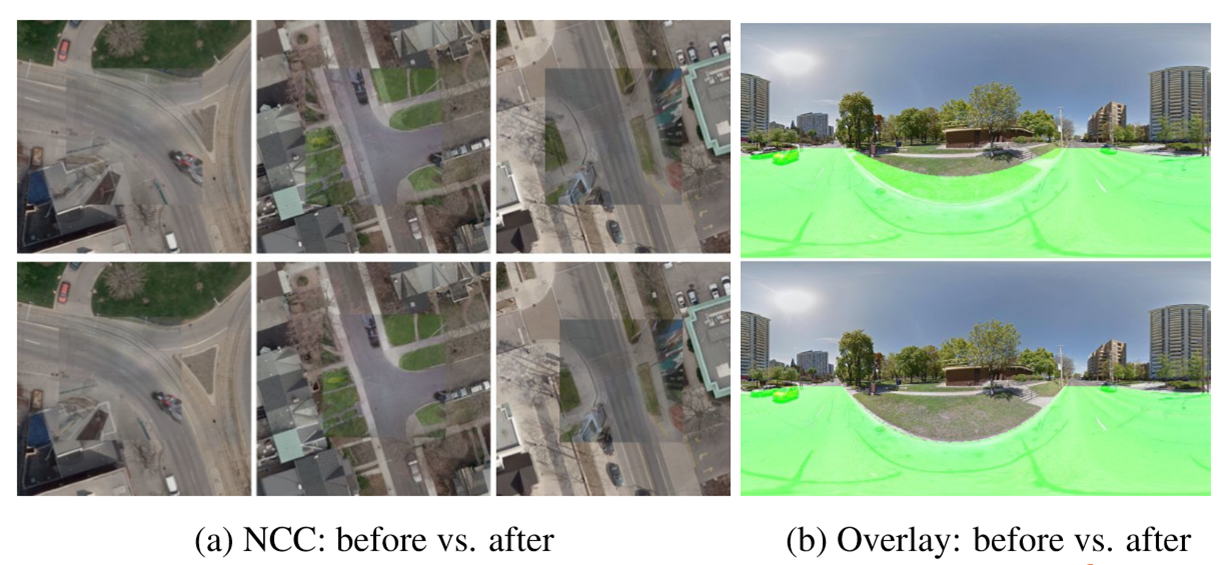 (a) NCC: before vs. after
(b) Overlay: before vs. after